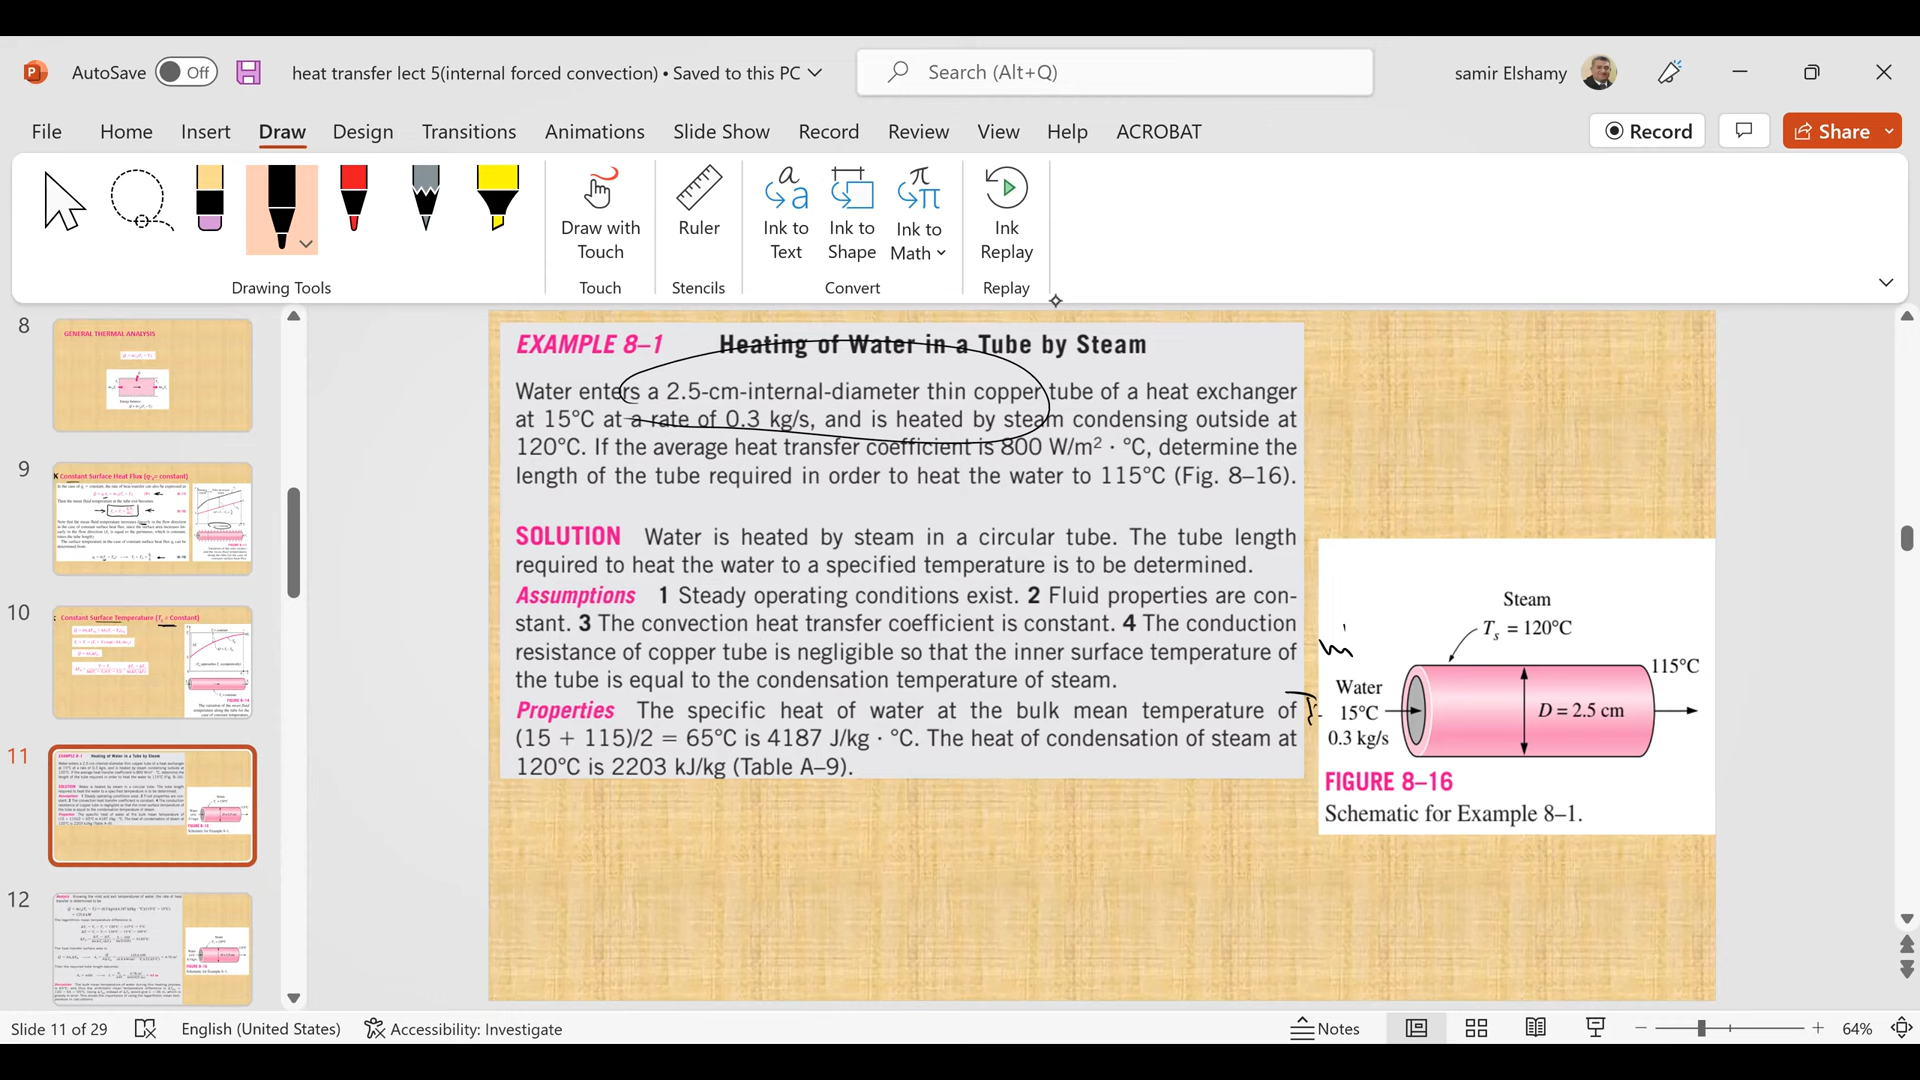 AutoSave Off heat transfer lect 5(internal forced convection) • Saved to this PC Search (Alt+Q) samir Elshamy
File Home Insert Draw Design Transitions Animations Slide Show Record Review View Help ACROBAT Record Share
Draw with Touch
Ruler
Ink to Text
Ink to Shape
Ink to Math
Ink Replay
Drawing Tools Touch Stencils Convert Replay
8
GENERAL THERMAL ANALYSIS
9
Constant Surface Heat Flux (q̇s = constant)
10
Constant Surface Temperature (Ts = Constant)
11
12
EXAMPLE 8–1 Heating of Water in a Tube by Steam
Water enters a 2.5-cm-internal-diameter thin copper tube of a heat exchanger
at 15°C at a rate of 0.3 kg/s, and is heated by steam condensing outside at
120°C. If the average heat transfer coefficient is 800 W/m² · °C, determine the
length of the tube required in order to heat the water to 115°C (Fig. 8–16).
SOLUTION Water is heated by steam in a circular tube. The tube length
required to heat the water to a specified temperature is to be determined.
Assumptions 1 Steady operating conditions exist. 2 Fluid properties are con-
stant. 3 The convection heat transfer coefficient is constant. 4 The conduction
resistance of copper tube is negligible so that the inner surface temperature of
the tube is equal to the condensation temperature of steam.
Properties The specific heat of water at the bulk mean temperature of
(15 + 115)/2 = 65°C is 4187 J/kg · °C. The heat of condensation of steam at
120°C is 2203 kJ/kg (Table A–9).
Steam
Ts = 120°C
ṁ
115°C
Water
15°C
0.3 kg/s
D = 2.5 cm
FIGURE 8–16
Schematic for Example 8–1.
Slide 11 of 29 English (United States) Accessibility: Investigate Notes 64%